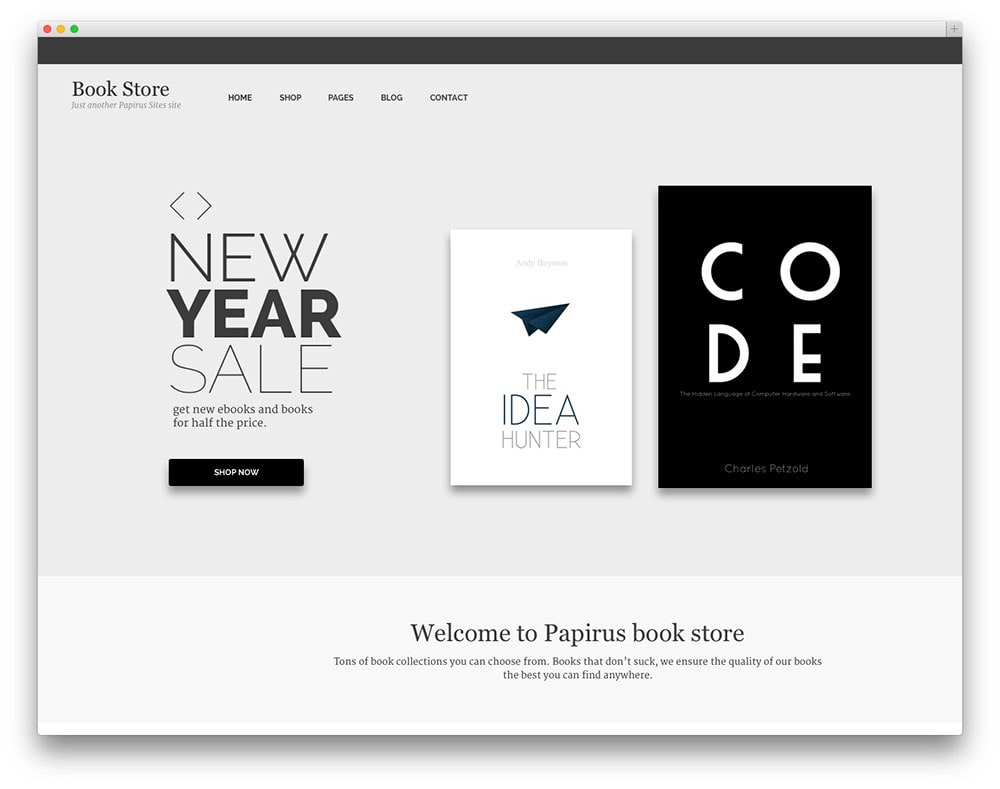 Book Store
Just another Papirus Sites site
HOME SHOP PAGES BLOG CONTACT
NEW
YEAR
SALE
get new ebooks and books
for half the price.
SHOP NOW
Andy Boynton
THE
IDEA
HUNTER
CO
DE
The Hidden Language of Computer Hardware and Software
Charles Petzold
Welcome to Papirus book store
Tons of book collections you can choose from. Books that don’t suck, we ensure the quality of our books
the best you can find anywhere.